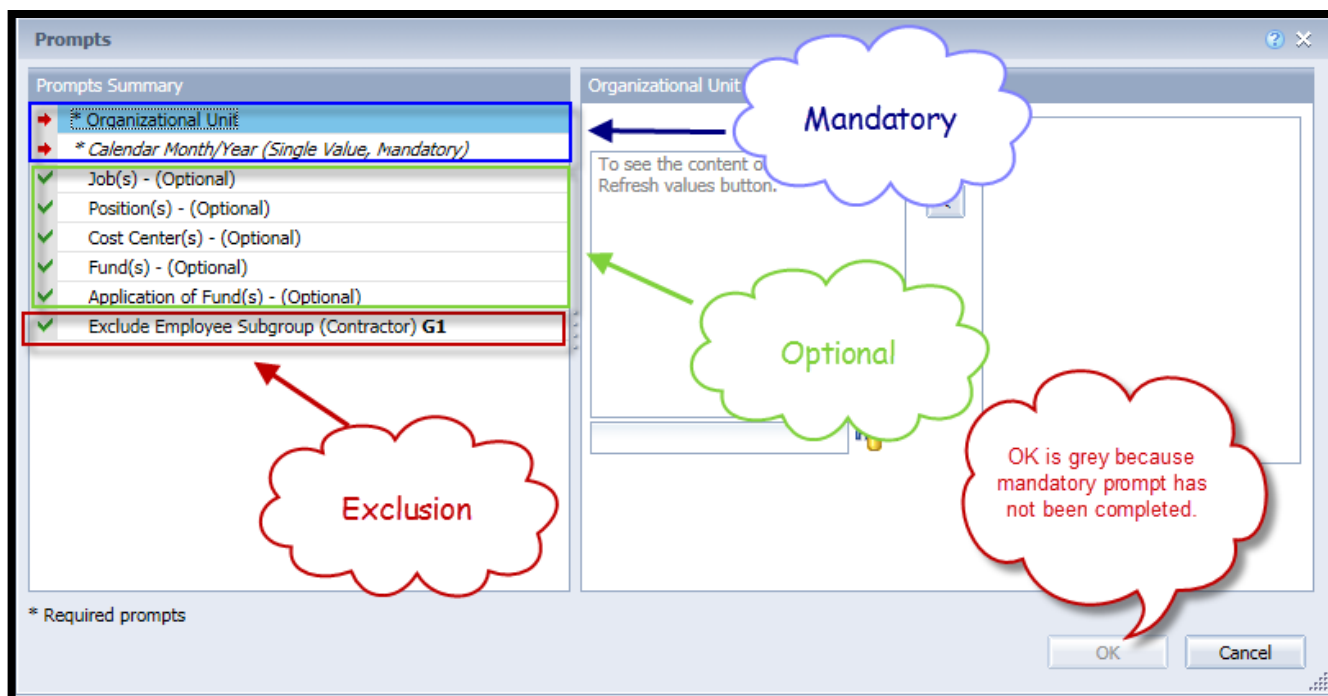 Prompts
Prompts Summary
* Organizational Unit
* Calendar Month/Year (Single Value, Mandatory)
Job(s) - (Optional)
Position(s) - (Optional)
Cost Center(s) - (Optional)
Fund(s) - (Optional)
Application of Fund(s) - (Optional)
Exclude Employee Subgroup (Contractor) G1
Organizational Unit
To see the content
Refresh values button.
Mandatory
Optional
Exclusion
OK is grey because
mandatory prompt has
not been completed.
* Required prompts
OK
Cancel